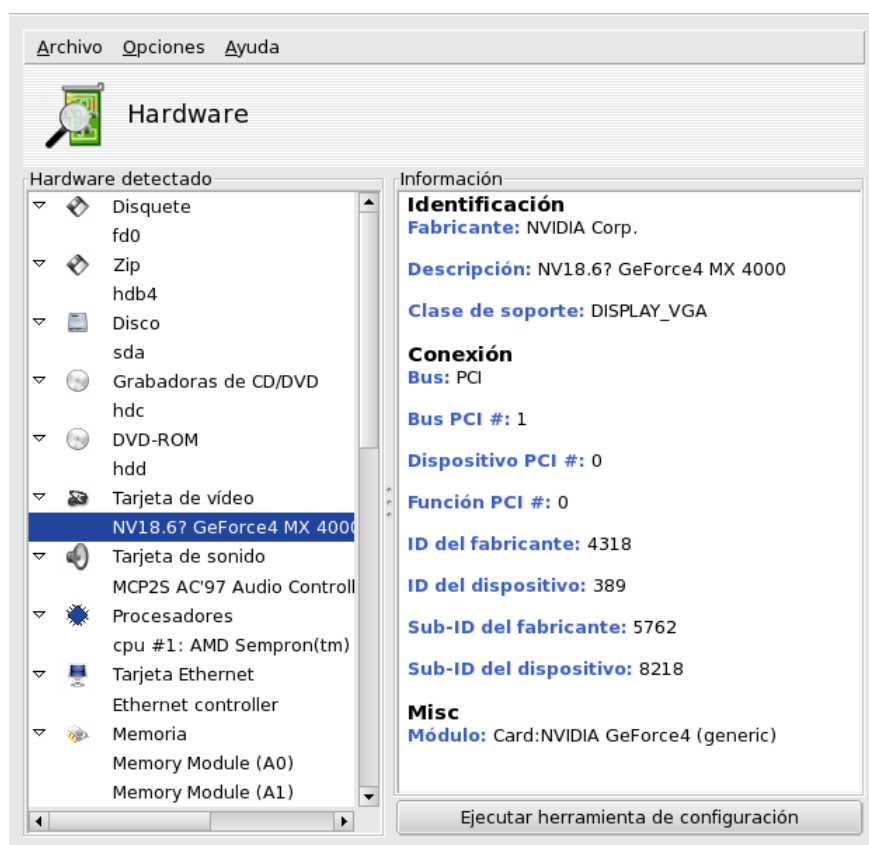 Archivo Opciones Ayuda
Hardware
Hardware detectado
Disquete
fd0
Zip
hdb4
Disco
sda
Grabadoras de CD/DVD
hdc
DVD-ROM
hdd
Tarjeta de vídeo
NV18.6? GeForce4 MX 4000
Tarjeta de sonido
MCP2S AC'97 Audio Controll
Procesadores
cpu #1: AMD Sempron(tm)
Tarjeta Ethernet
Ethernet controller
Memoria
Memory Module (A0)
Memory Module (A1)
Información
Identificación
Fabricante: NVIDIA Corp.
Descripción: NV18.6? GeForce4 MX 4000
Clase de soporte: DISPLAY_VGA
Conexión
Bus: PCI
Bus PCI #: 1
Dispositivo PCI #: 0
Función PCI #: 0
ID del fabricante: 4318
ID del dispositivo: 389
Sub-ID del fabricante: 5762
Sub-ID del dispositivo: 8218
Misc
Módulo: Card:NVIDIA GeForce4 (generic)
Ejecutar herramienta de configuración